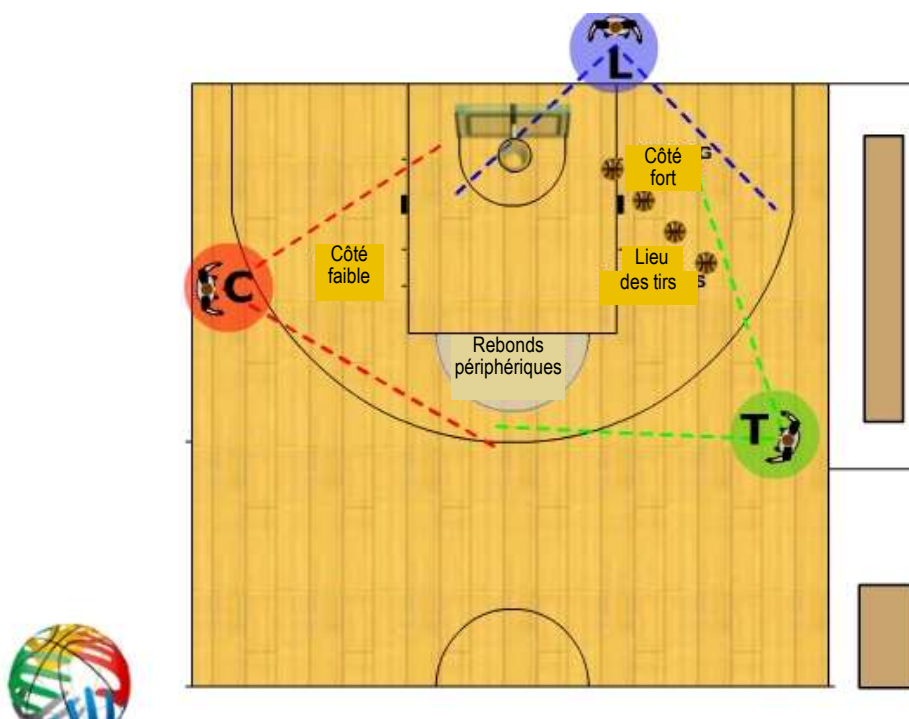 L
Côté
fort
G
Côté
faible
C
Lieu
des tirs
S
Rebonds
périphériques
T